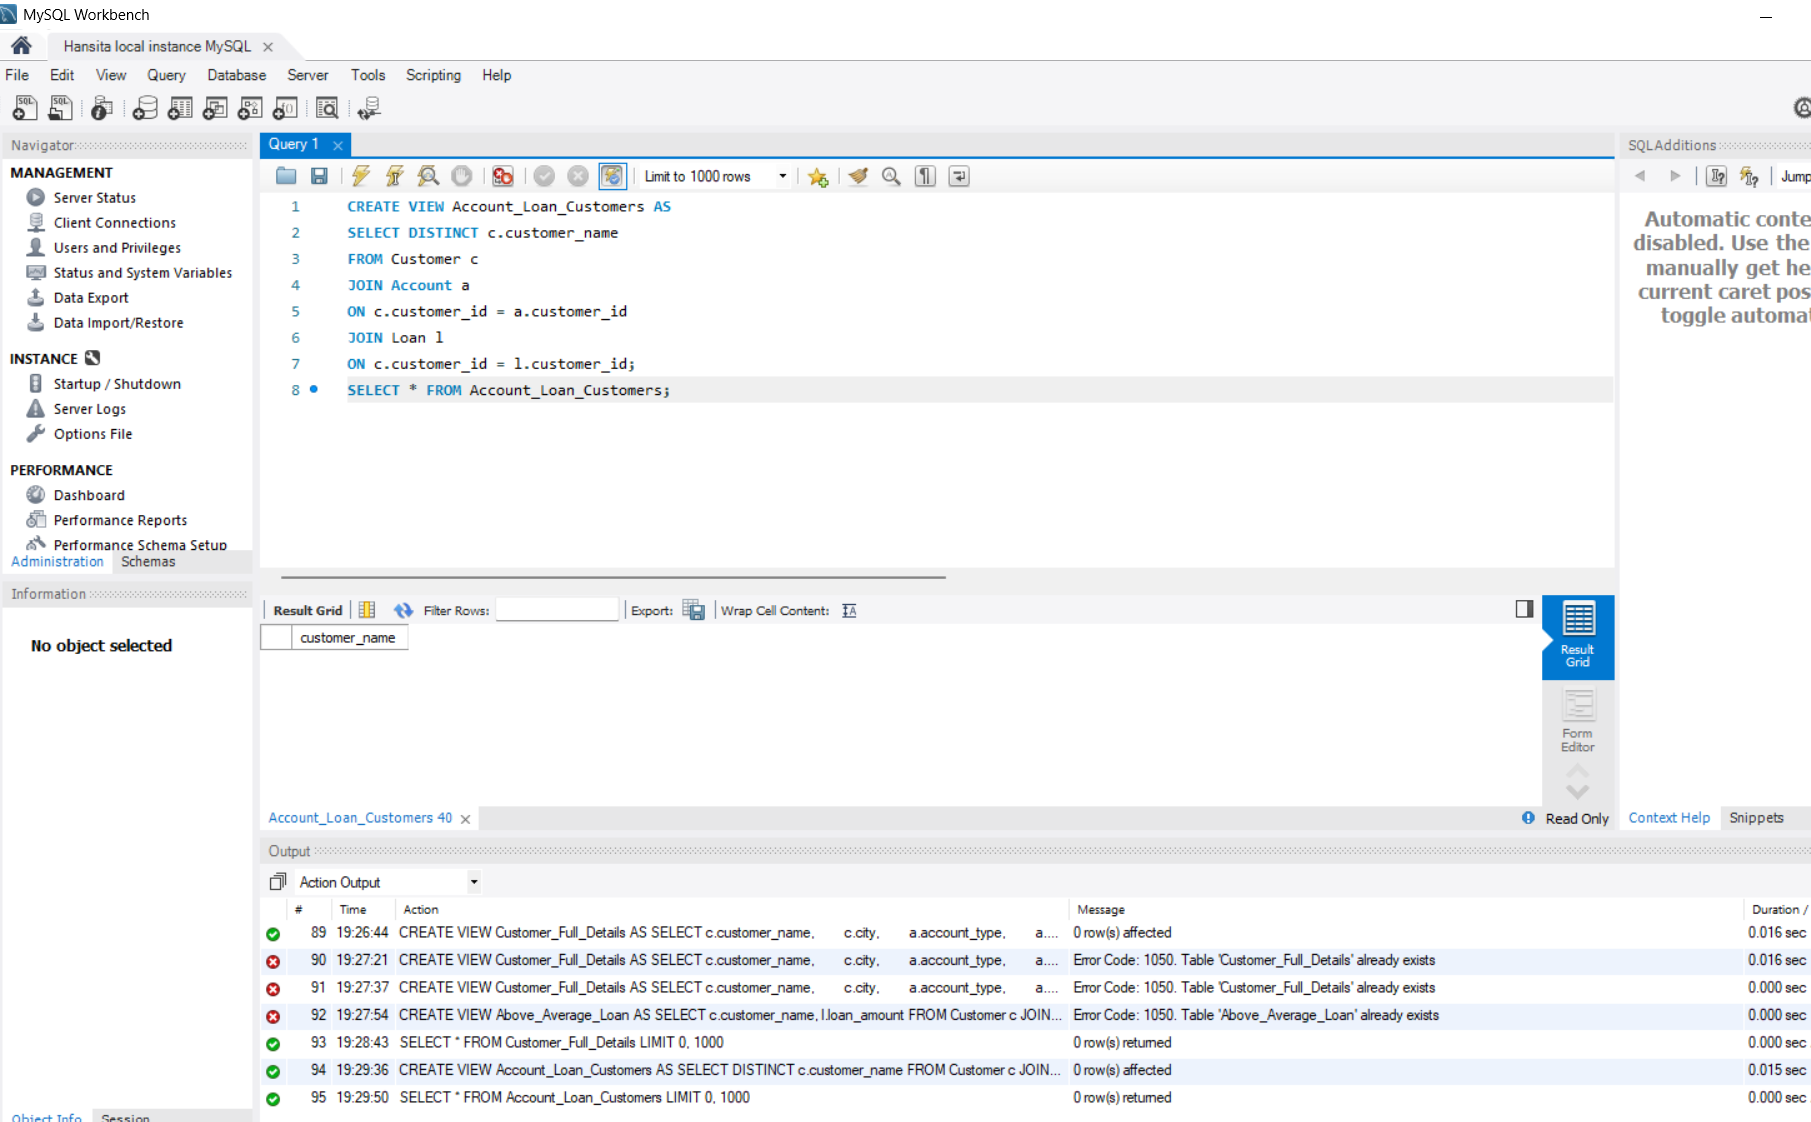 MySQL Workbench
Hansita local instance MySQL
File Edit View Query Database Server Tools Scripting Help
Navigator
MANAGEMENT
Server Status
Client Connections
Users and Privileges
Status and System Variables
Data Export
Data Import/Restore
INSTANCE
Startup / Shutdown
Server Logs
Options File
PERFORMANCE
Dashboard
Performance Reports
Performance Schema Setup
Administration Schemas
Information
No object selected
Object Info Session
Query 1
Limit to 1000 rows
1 CREATE VIEW Account_Loan_Customers AS
2 SELECT DISTINCT c.customer_name
3 FROM Customer c
4 JOIN Account a
5 ON c.customer_id = a.customer_id
6 JOIN Loan l
7 ON c.customer_id = l.customer_id;
8 SELECT * FROM Account_Loan_Customers;
Result Grid Filter Rows: Export: Wrap Cell Content:
customer_name
Result
Grid
Form
Editor
Account_Loan_Customers 40
Read Only
SQLAdditions
Jump
Automatic conte
disabled. Use the
manually get he
current caret pos
toggle automat
Context Help Snippets
Output
Action Output
# Time Action Message Duration /
89 19:26:44 CREATE VIEW Customer_Full_Details AS SELECT c.customer_name, c.city, a.account_type, a.... 0 row(s) affected 0.016 sec
90 19:27:21 CREATE VIEW Customer_Full_Details AS SELECT c.customer_name, c.city, a.account_type, a.... Error Code: 1050. Table 'Customer_Full_Details' already exists 0.016 sec
91 19:27:37 CREATE VIEW Customer_Full_Details AS SELECT c.customer_name, c.city, a.account_type, a.... Error Code: 1050. Table 'Customer_Full_Details' already exists 0.000 sec
92 19:27:54 CREATE VIEW Above_Average_Loan AS SELECT c.customer_name, l.loan_amount FROM Customer c JOIN... Error Code: 1050. Table 'Above_Average_Loan' already exists 0.000 sec
93 19:28:43 SELECT * FROM Customer_Full_Details LIMIT 0, 1000 0 row(s) returned 0.000 sec
94 19:29:36 CREATE VIEW Account_Loan_Customers AS SELECT DISTINCT c.customer_name FROM Customer c JOIN... 0 row(s) affected 0.015 sec
95 19:29:50 SELECT * FROM Account_Loan_Customers LIMIT 0, 1000 0 row(s) returned 0.000 sec